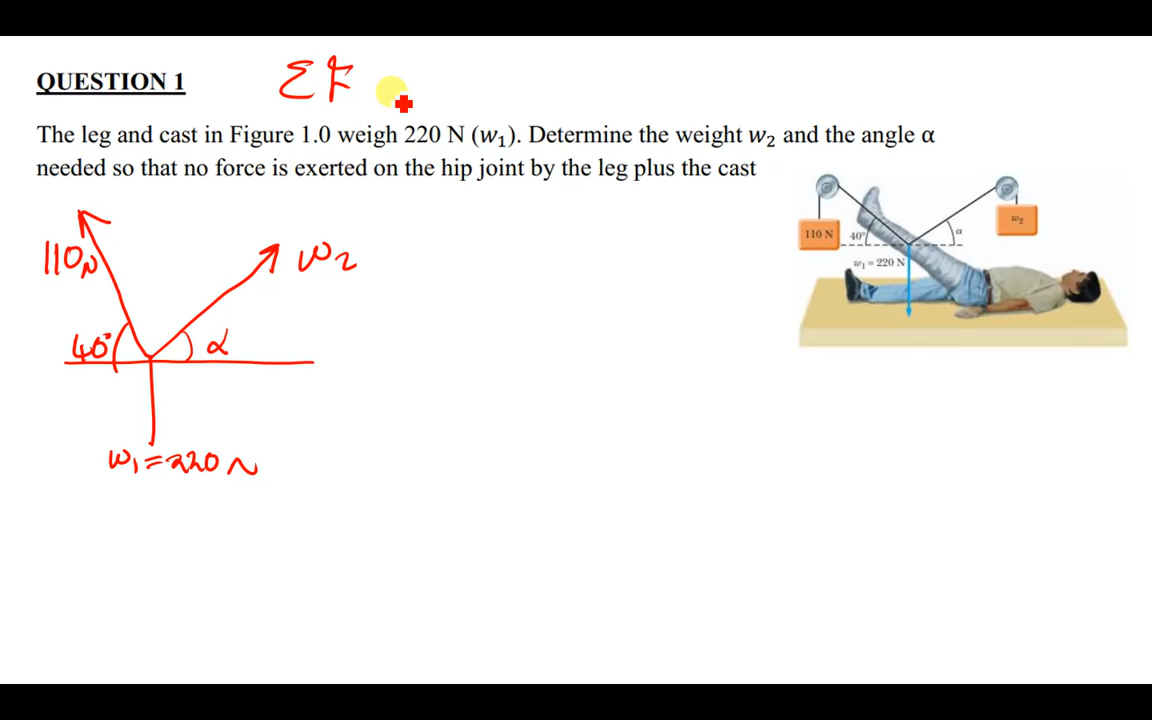 QUESTION 1
ΣF
The leg and cast in Figure 1.0 weigh 220 N (w₁). Determine the weight w₂ and the angle α
needed so that no force is exerted on the hip joint by the leg plus the cast
110N
w2
40°
α
w1=220N
110 N
40°
w₁ = 220 N
α
w₂